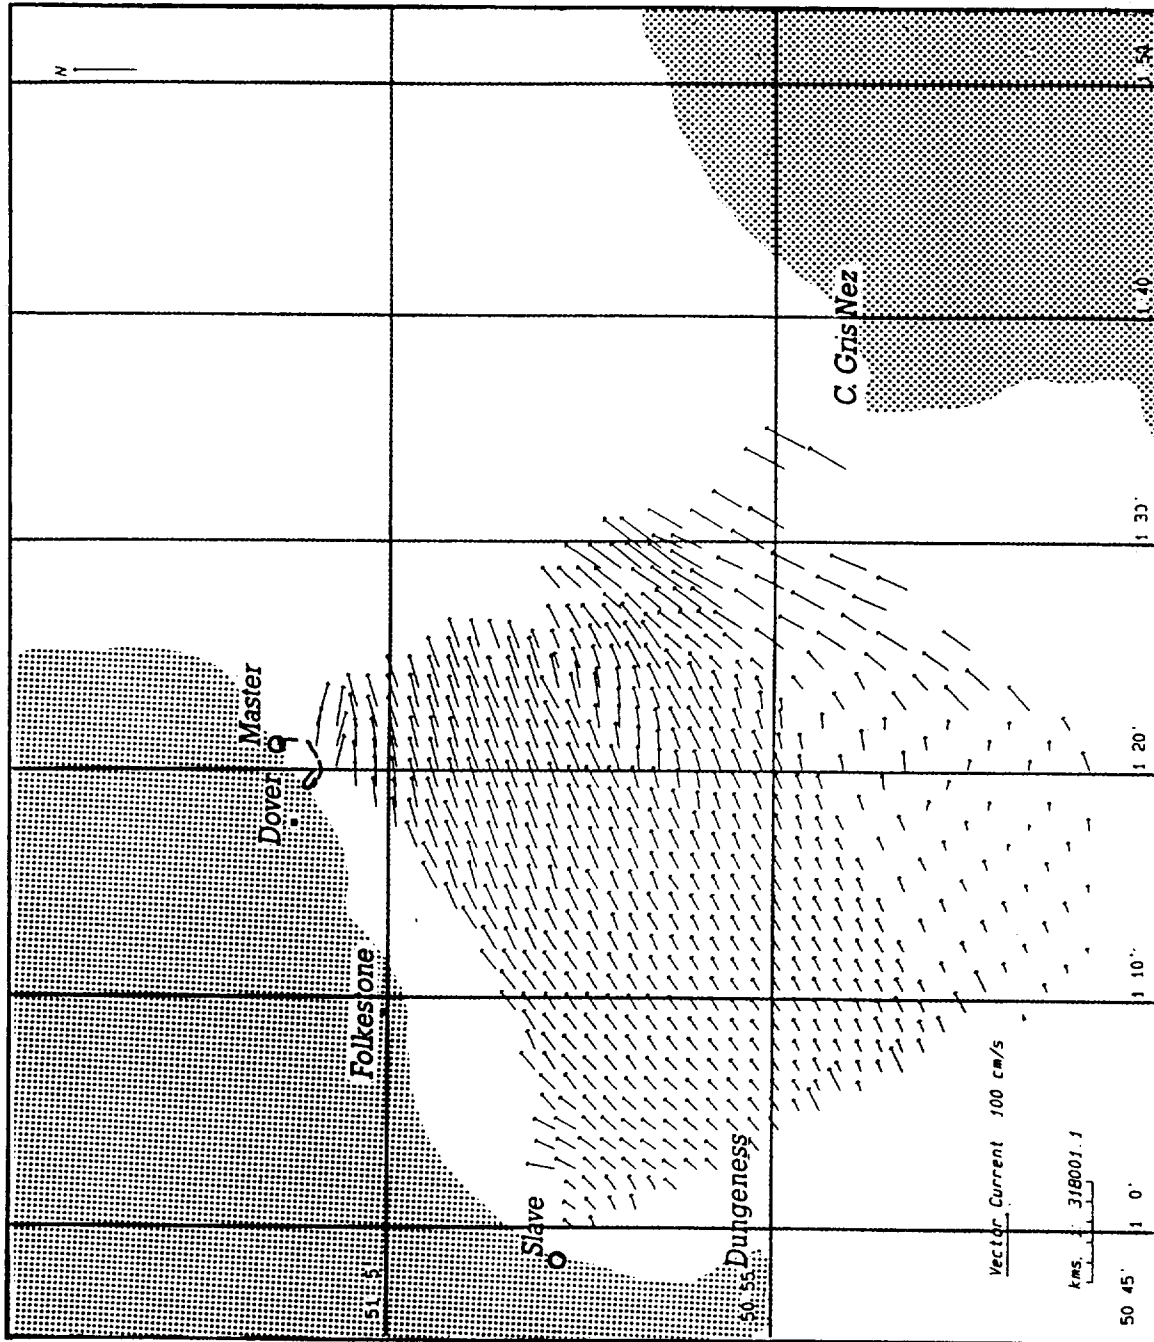 N
Master
Dover
Folkestone
Slave
Dungeness
C. Gris Nez
51 5'
50 55
50 45'
1 0'
1 10'
1 20'
1 30'
1 40
1 50
Vector Current 100 cm/s
kms. 318001.1